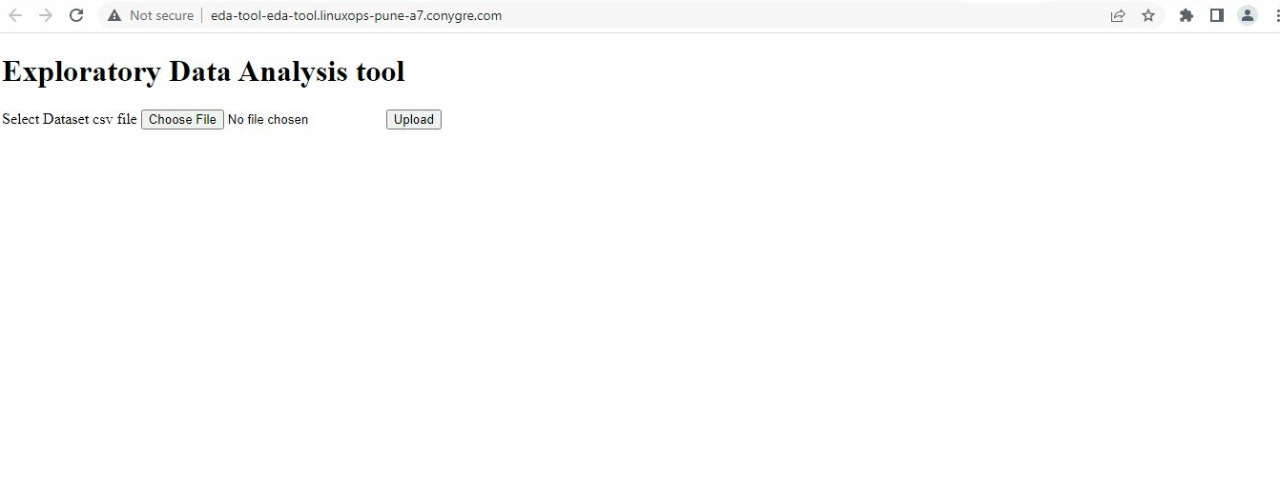 Not secure eda-tool-eda-tool.linuxops-pune-a7.conygre.com
Exploratory Data Analysis tool
Select Dataset csv file Choose File No file chosen Upload